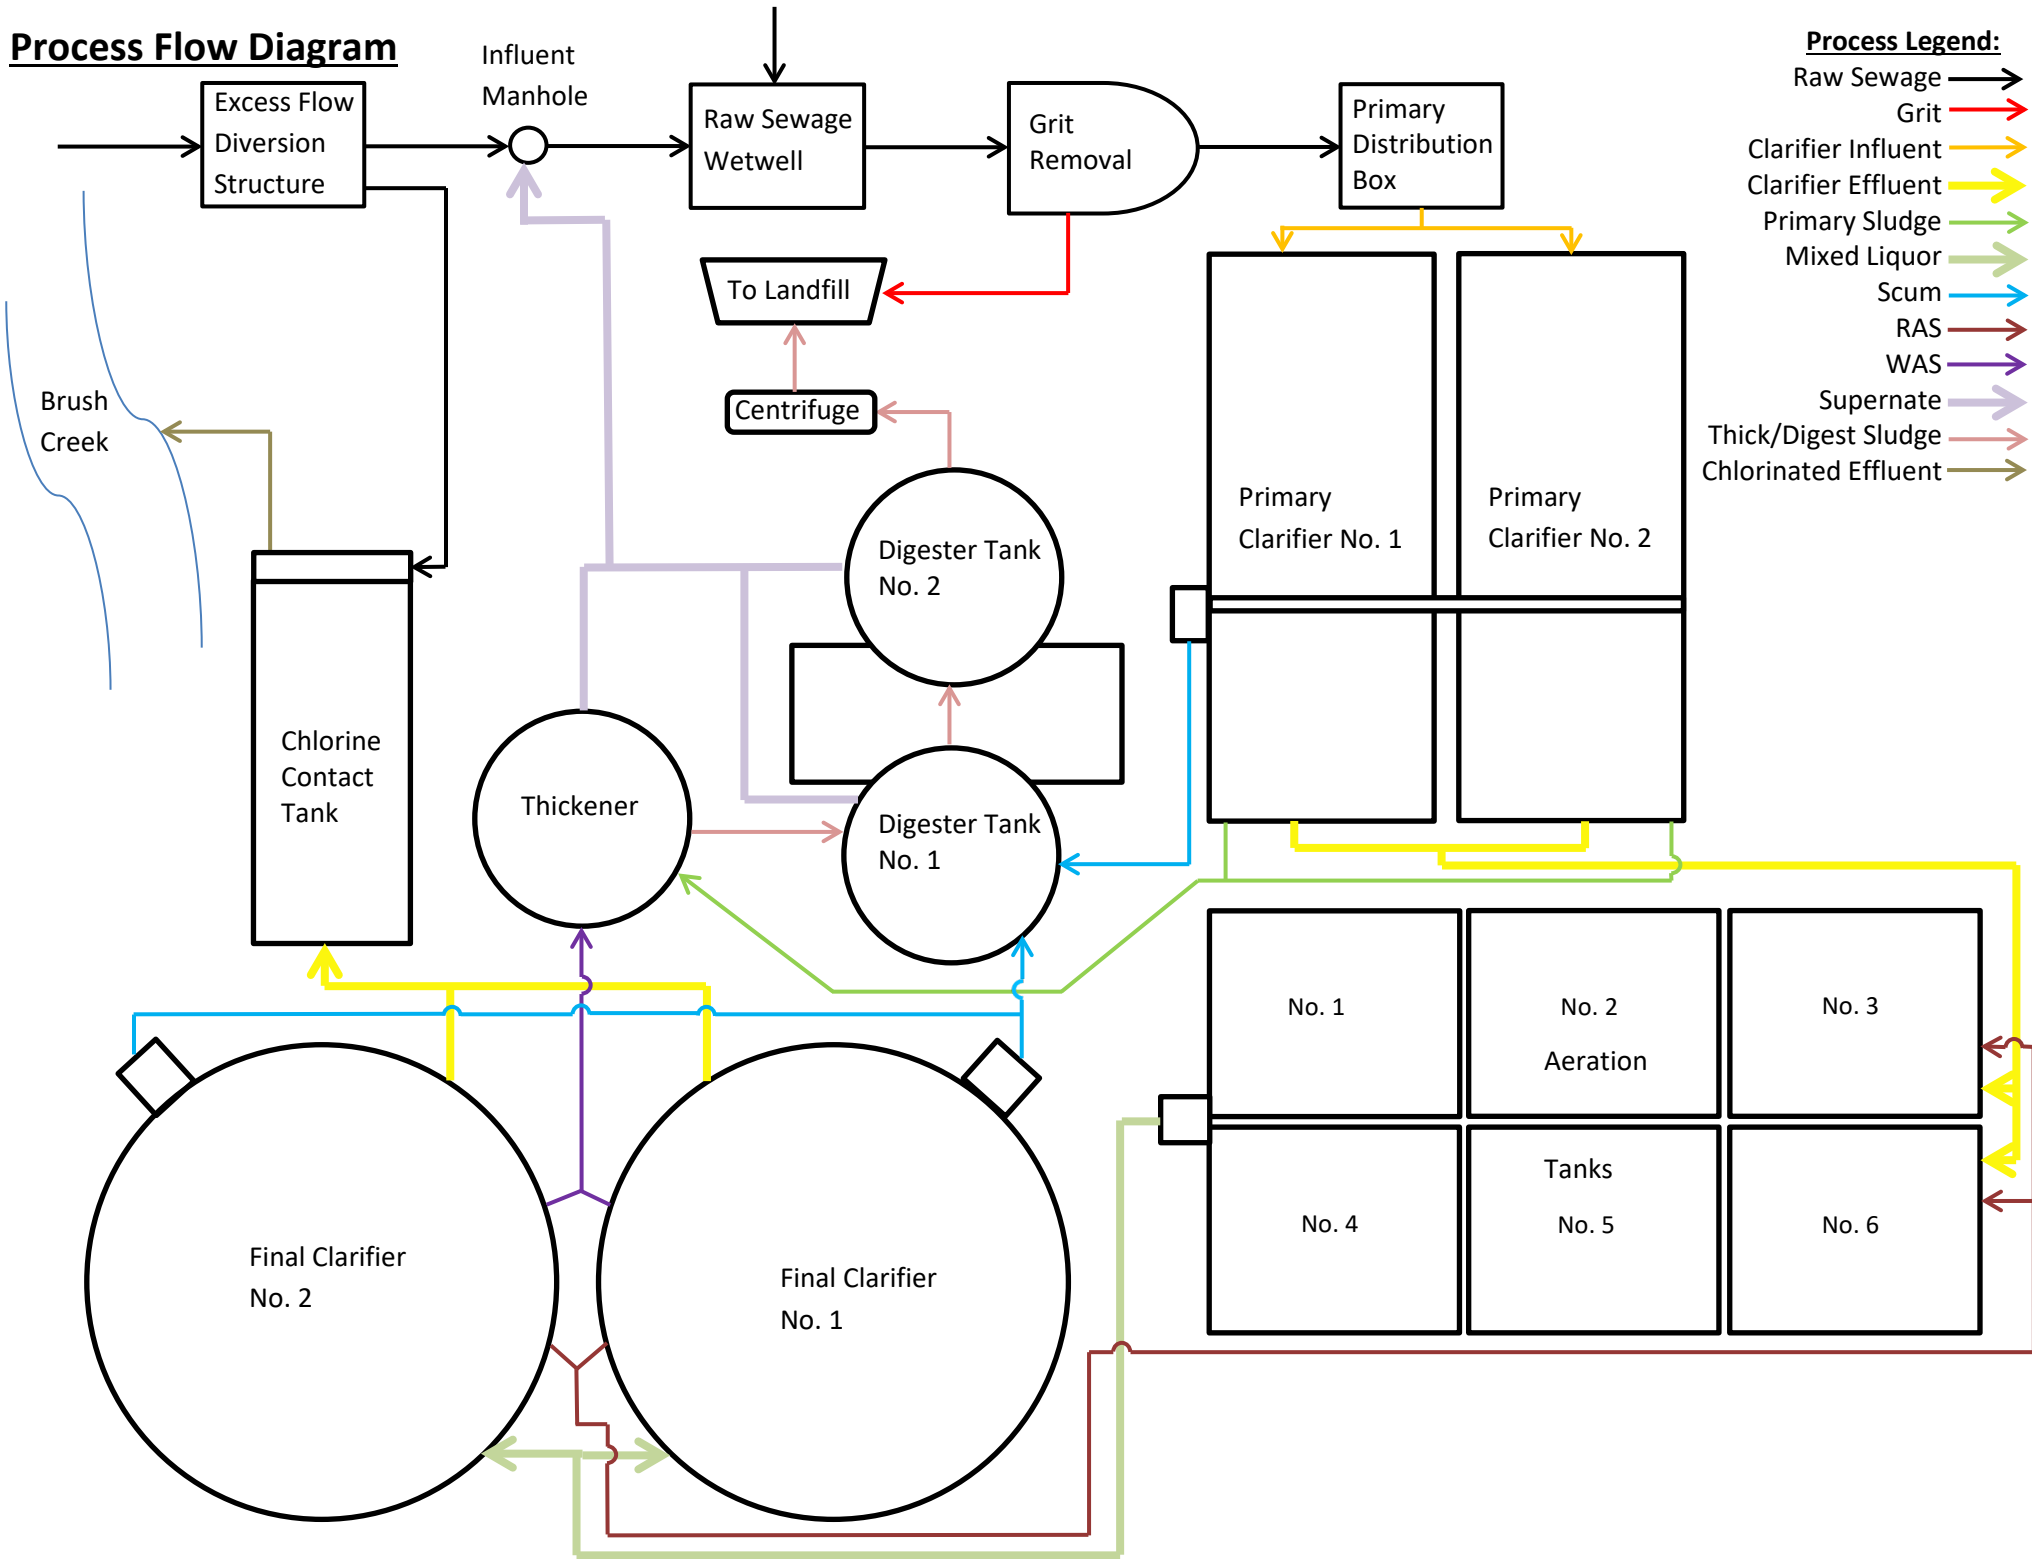 Process Flow Diagram
Influent
Manhole
Process Legend:
Raw Sewage
Grit
Clarifier Influent
Clarifier Effluent
Primary Sludge
Mixed Liquor
Scum
RAS
WAS
Supernate
Thick/Digest Sludge
Chlorinated Effluent
Excess Flow
Diversion
Structure
Raw Sewage
Wetwell
Grit
Removal
Primary
Distribution
Box
To Landfill
Centrifuge
Brush
Creek
Primary
Clarifier No. 1
Primary
Clarifier No. 2
Digester Tank
No. 2
Chlorine
Contact
Tank
Thickener
Digester Tank
No. 1
No. 1
No. 2
No. 3
Aeration
Tanks
No. 4
No. 5
No. 6
Final Clarifier
No. 2
Final Clarifier
No. 1